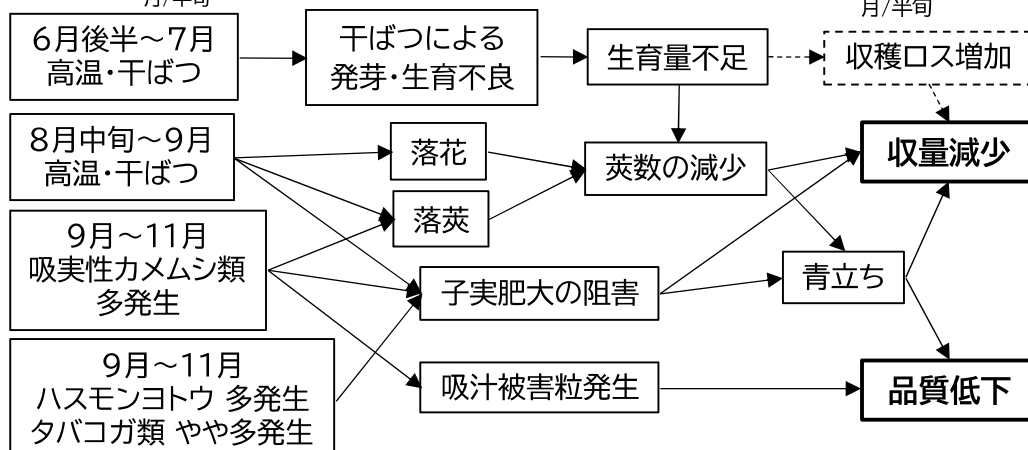 月/半旬
月/半旬
6月後半～7月
高温・干ばつ
干ばつによる
発芽・生育不良
生育量不足
収穫ロス増加
8月中旬～9月
高温・干ばつ
落花
落莢
莢数の減少
収量減少
9月～11月
吸実性カメムシ類
多発生
子実肥大の阻害
青立ち
9月～11月
ハスモンヨトウ 多発生
タバコガ類 やや多発生
吸汁被害粒発生
品質低下